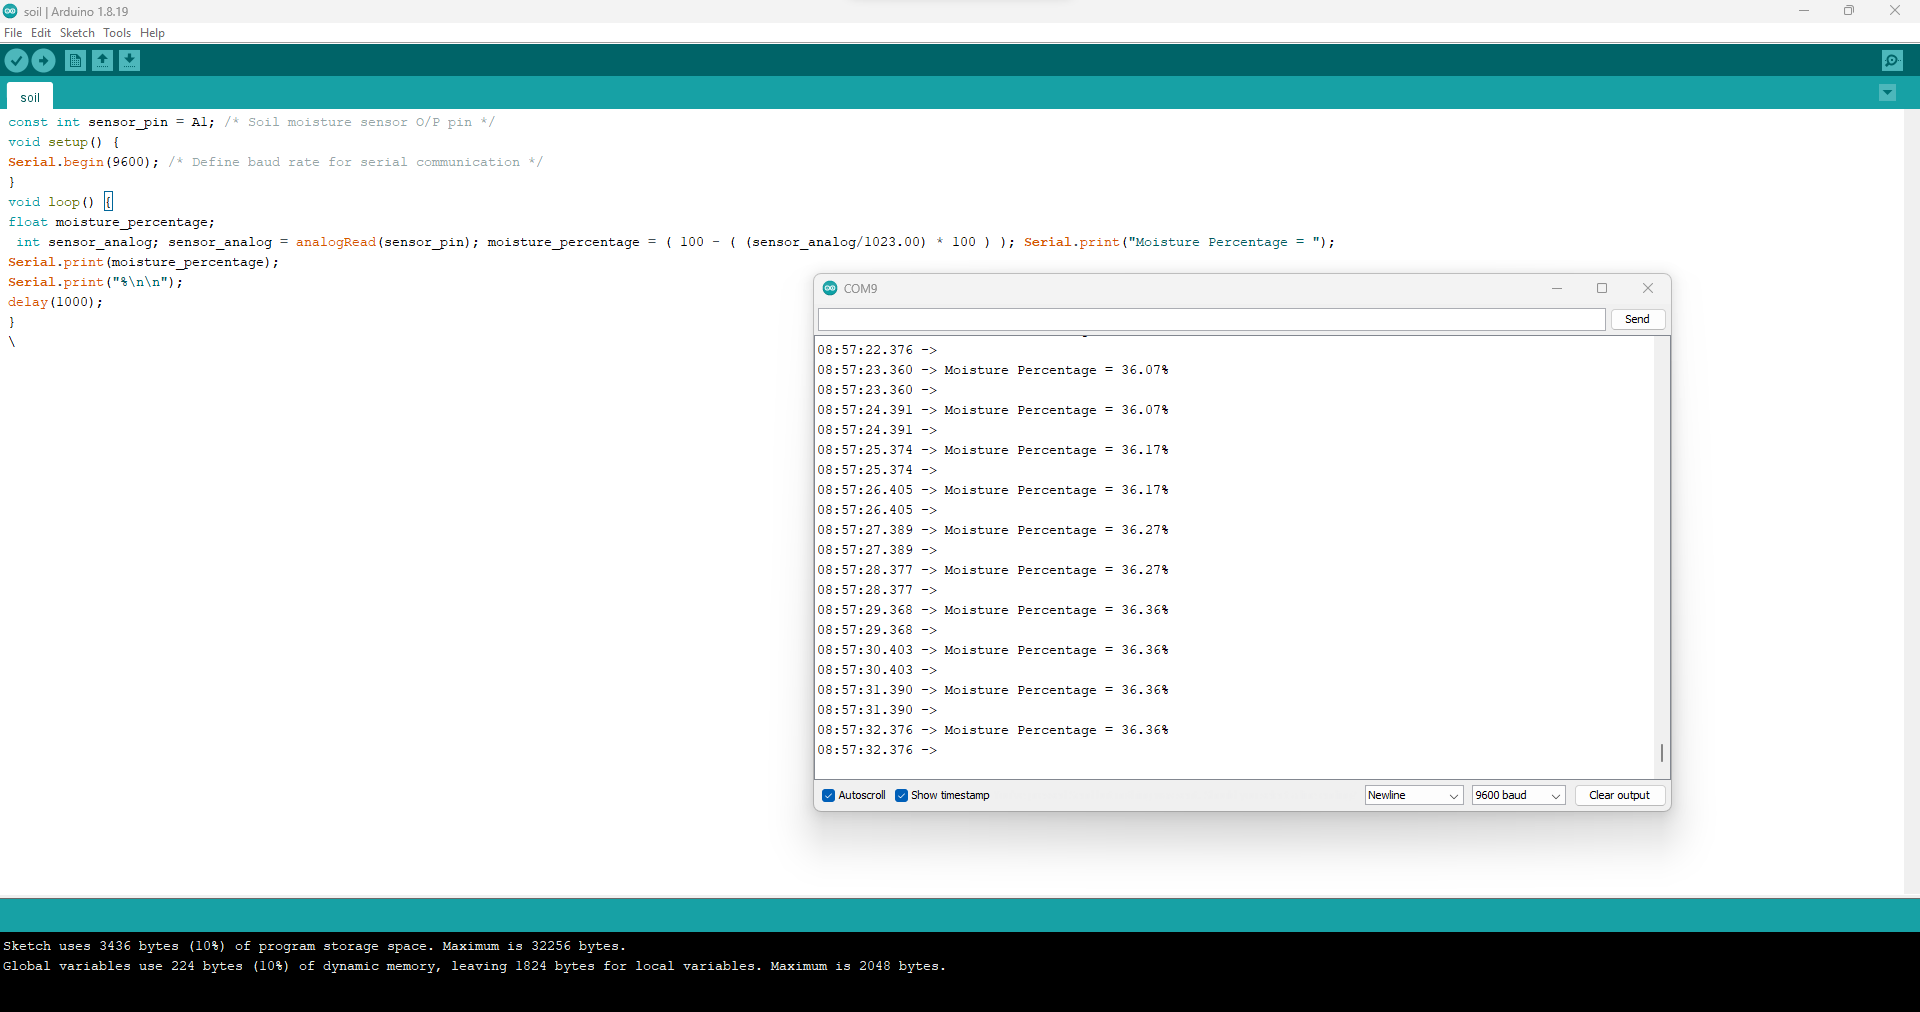 soil | Arduino 1.8.19
File Edit Sketch Tools Help
soil
const int sensor_pin = A1; /* Soil moisture sensor O/P pin */
void setup() {
Serial.begin(9600); /* Define baud rate for serial communication */
}
void loop() {
float moisture_percentage;
int sensor_analog; sensor_analog = analogRead(sensor_pin); moisture_percentage = ( 100 - ( (sensor_analog/1023.00) * 100 ) ); Serial.print("Moisture Percentage = ");
Serial.print(moisture_percentage);
Serial.print("%\n\n");
delay(1000);
}
\
COM9
Send
08:57:22.376 ->
08:57:23.360 -> Moisture Percentage = 36.07%
08:57:23.360 ->
08:57:24.391 -> Moisture Percentage = 36.07%
08:57:24.391 ->
08:57:25.374 -> Moisture Percentage = 36.17%
08:57:25.374 ->
08:57:26.405 -> Moisture Percentage = 36.17%
08:57:26.405 ->
08:57:27.389 -> Moisture Percentage = 36.27%
08:57:27.389 ->
08:57:28.377 -> Moisture Percentage = 36.27%
08:57:28.377 ->
08:57:29.368 -> Moisture Percentage = 36.36%
08:57:29.368 ->
08:57:30.403 -> Moisture Percentage = 36.36%
08:57:30.403 ->
08:57:31.390 -> Moisture Percentage = 36.36%
08:57:31.390 ->
08:57:32.376 -> Moisture Percentage = 36.36%
08:57:32.376 ->
Autoscroll Show timestamp Newline 9600 baud Clear output
Sketch uses 3436 bytes (10%) of program storage space. Maximum is 32256 bytes.
Global variables use 224 bytes (10%) of dynamic memory, leaving 1824 bytes for local variables. Maximum is 2048 bytes.